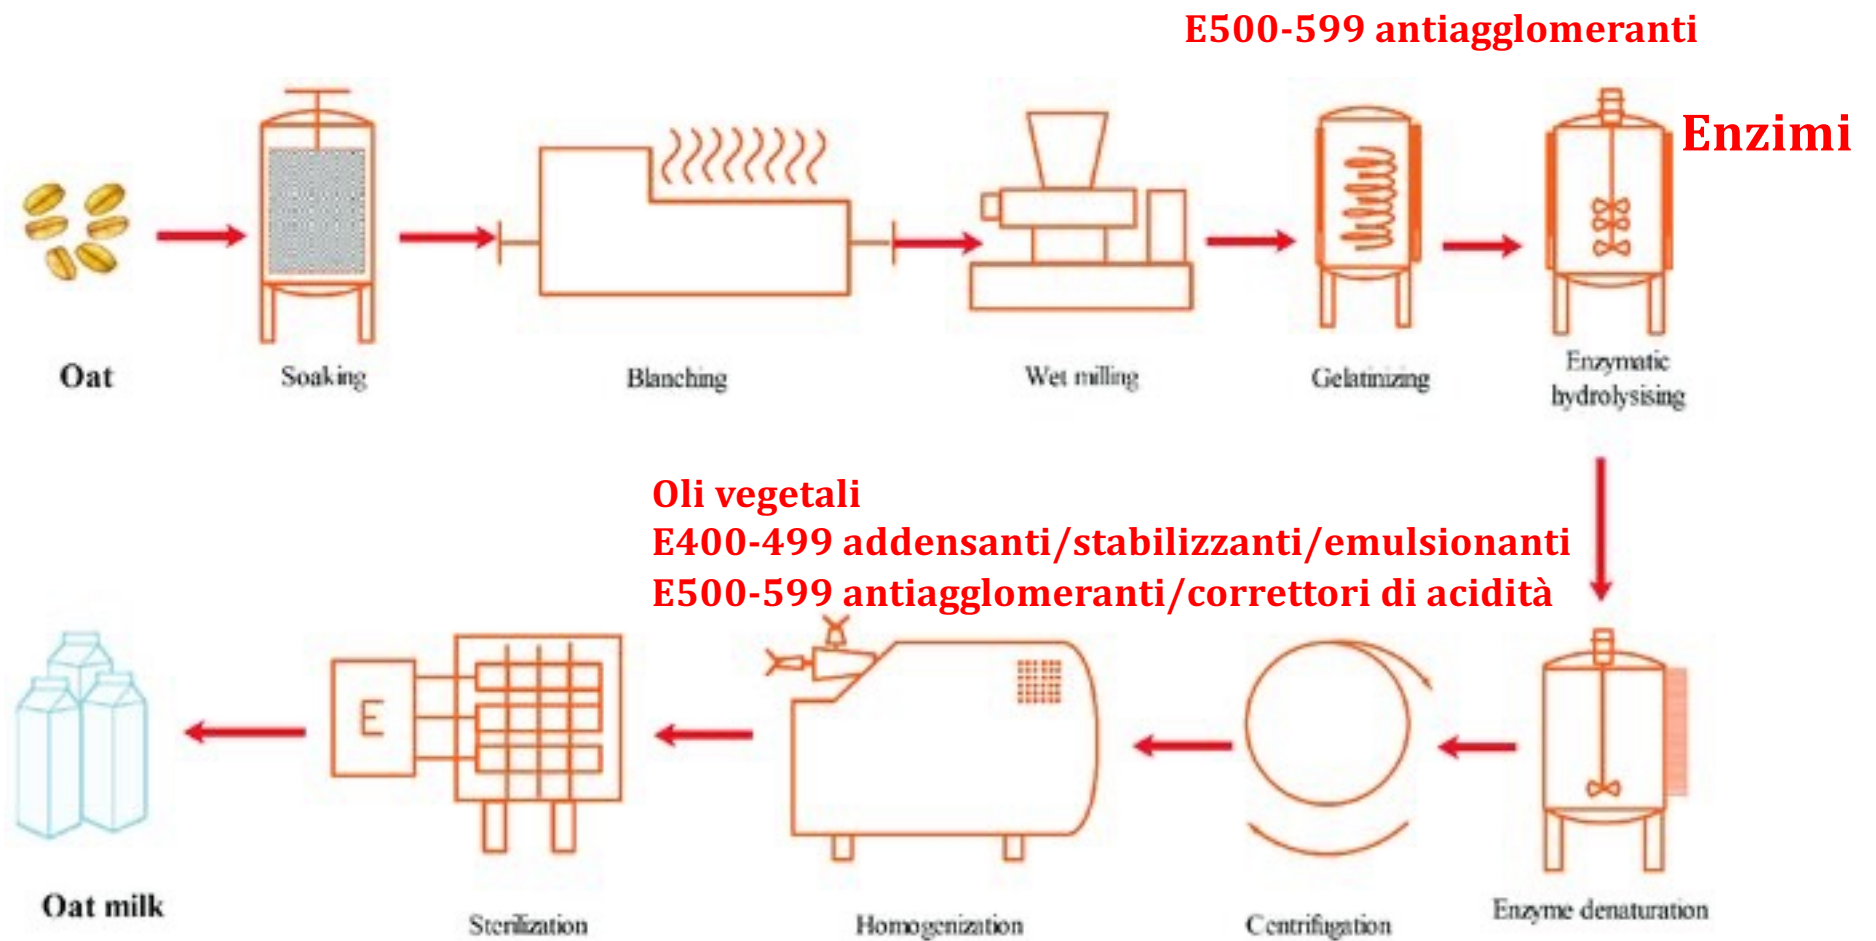 E500-599 antiagglomeranti
Enzimi
Oat
Soaking
Blanching
Wet milling
Gelatinizing
Enzymatic
hydrolysising
Oli vegetali
E400-499 addensanti/stabilizzanti/emulsionanti
E500-599 antiagglomeranti/correttori di acidità
E
Oat milk
Sterilization
Homogenization
Centrifugation
Enzyme denaturation